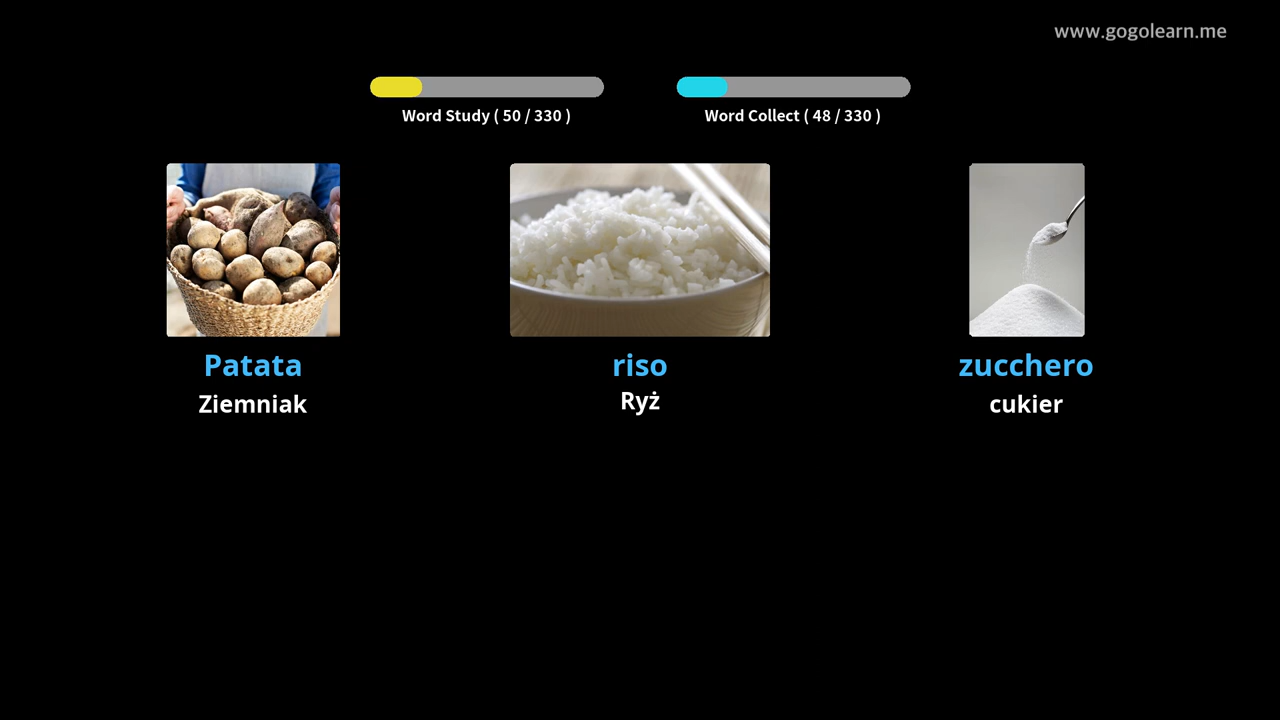 www.gogolearn.me
Word Study ( 50 / 330 )
Word Collect ( 48 / 330 )
Patata
Ziemniak
riso
Ryż
zucchero
cukier